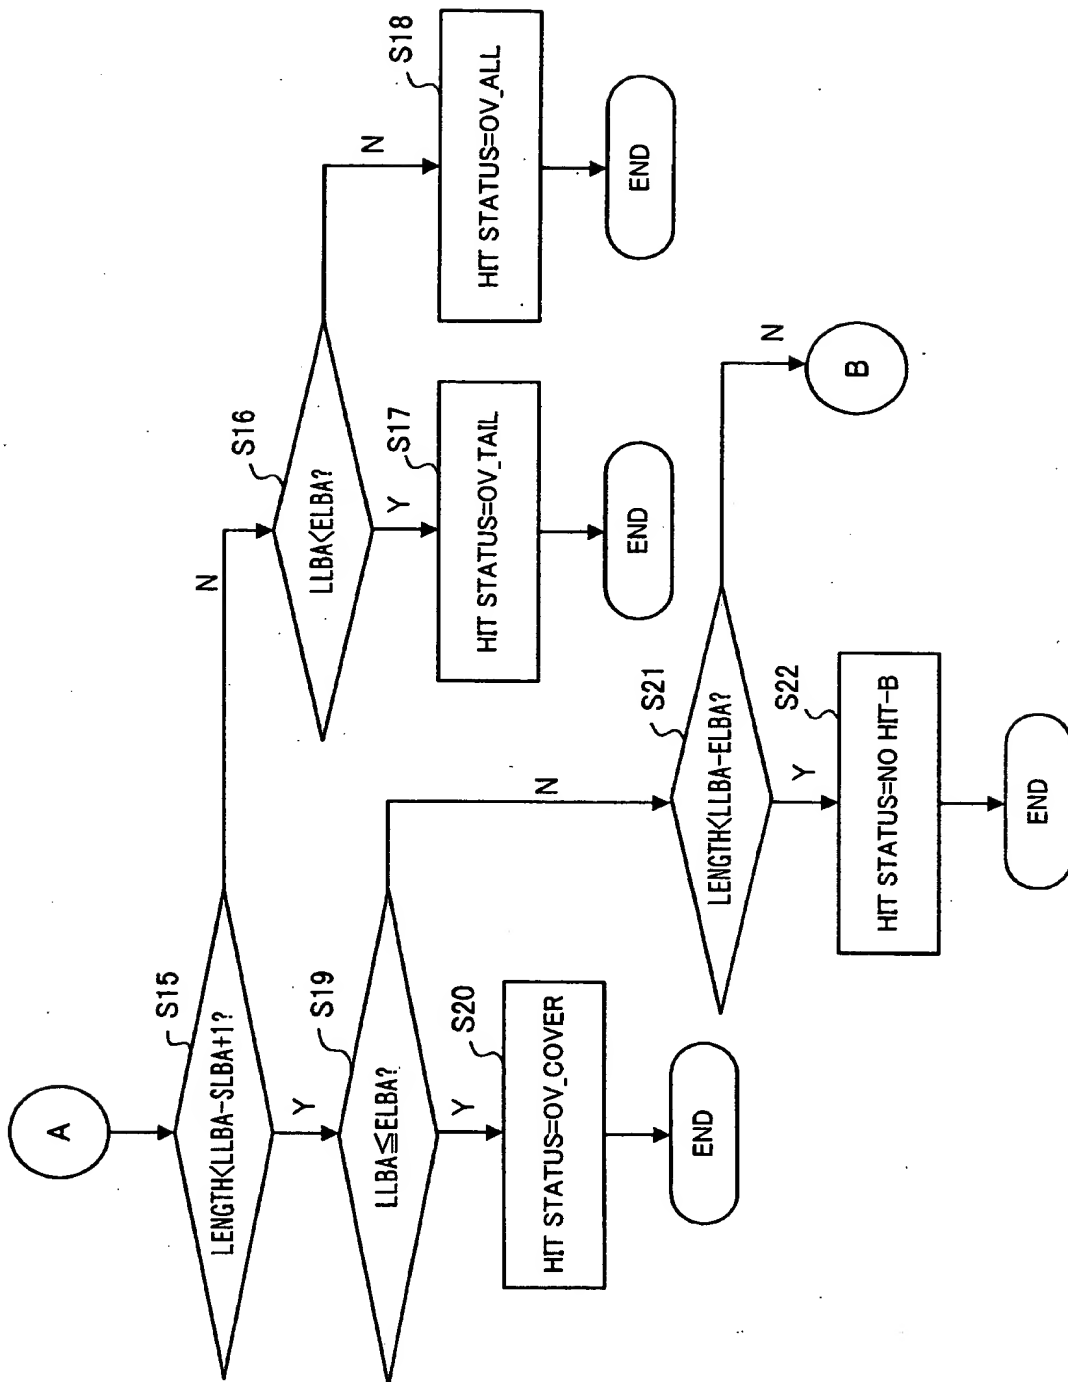 A
S15
LENGTH<LLBA-SLBA+1?
N
Y
S16
LLBA<ELBA?
N
Y
S17
HIT STATUS=OV_TAIL
END
S18
HIT STATUS=OV_ALL
END
S19
LLBA≦ELBA?
N
Y
S20
HIT STATUS=OV_COVER
END
S21
LENGTH<LLBA-ELBA?
N
Y
B
S22
HIT STATUS=NO HIT-B
END